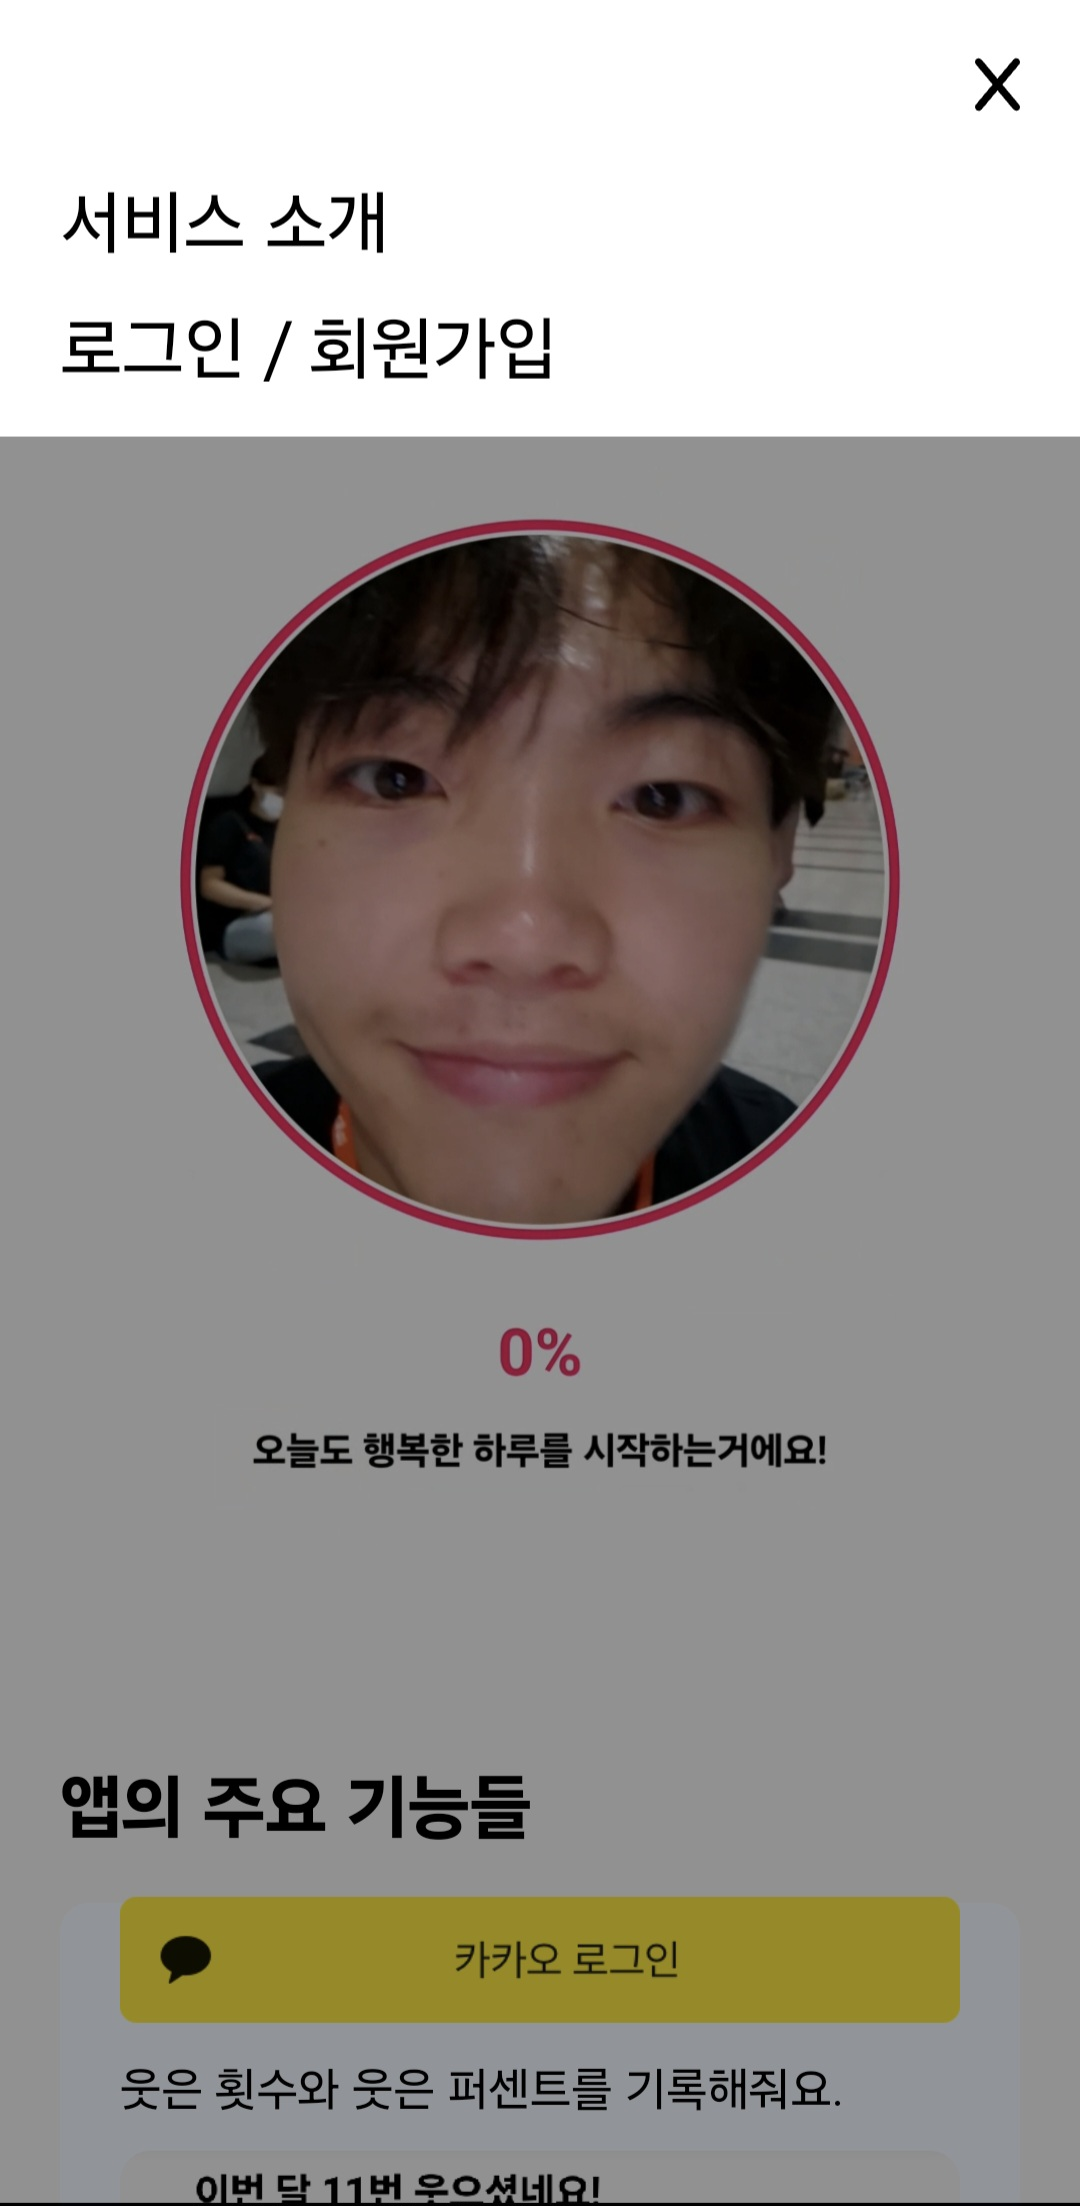 서비스 소개
로그인 / 회원가입
0%
오늘도 행복한 하루를 시작하는거에요!
앱의 주요 기능들
카카오 로그인
웃은 횟수와 웃은 퍼센트를 기록해줘요.
이번 달 11번 웃으셨네요!